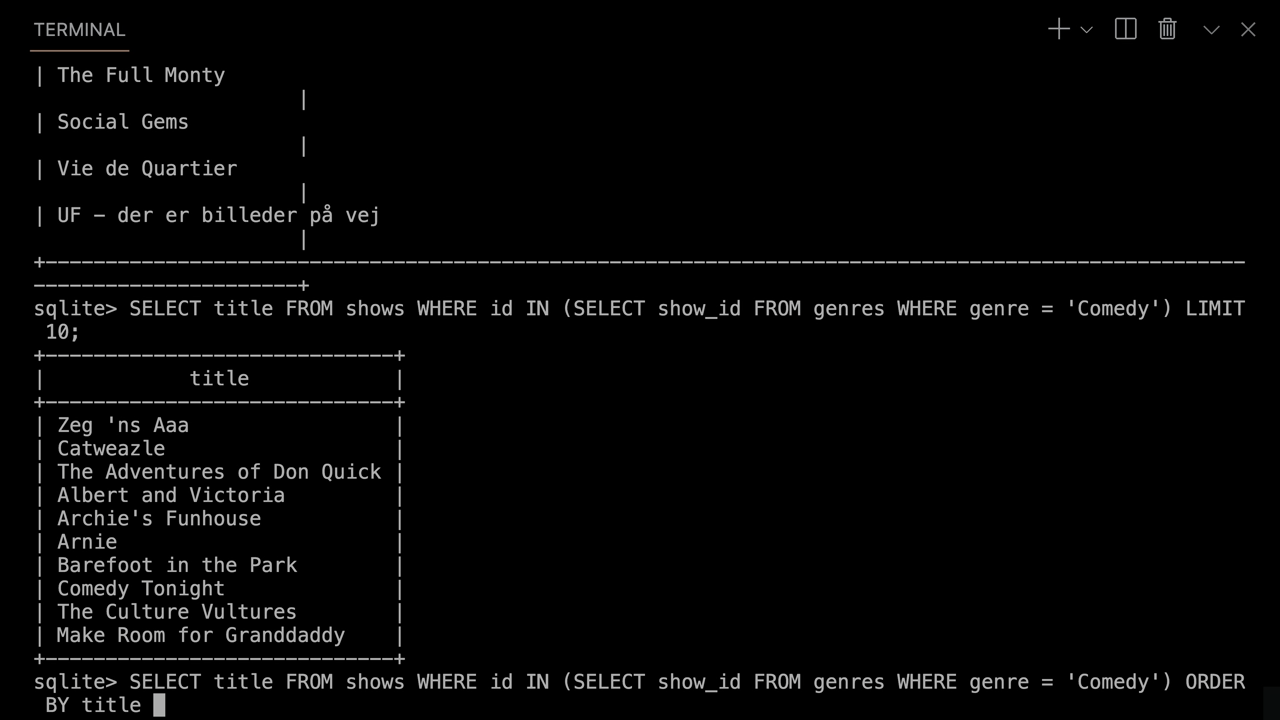 TERMINAL
| The Full Monty
|
| Social Gems
|
| Vie de Quartier
|
| UF - der er billeder på vej
|
+----------------------------------------------------------------------------------------------------
----------------------+
sqlite> SELECT title FROM shows WHERE id IN (SELECT show_id FROM genres WHERE genre = 'Comedy') LIMIT
10;
+-----------------------------+
| title |
+-----------------------------+
| Zeg 'ns Aaa |
| Catweazle |
| The Adventures of Don Quick |
| Albert and Victoria |
| Archie's Funhouse |
| Arnie |
| Barefoot in the Park |
| Comedy Tonight |
| The Culture Vultures |
| Make Room for Granddaddy |
+-----------------------------+
sqlite> SELECT title FROM shows WHERE id IN (SELECT show_id FROM genres WHERE genre = 'Comedy') ORDER
BY title